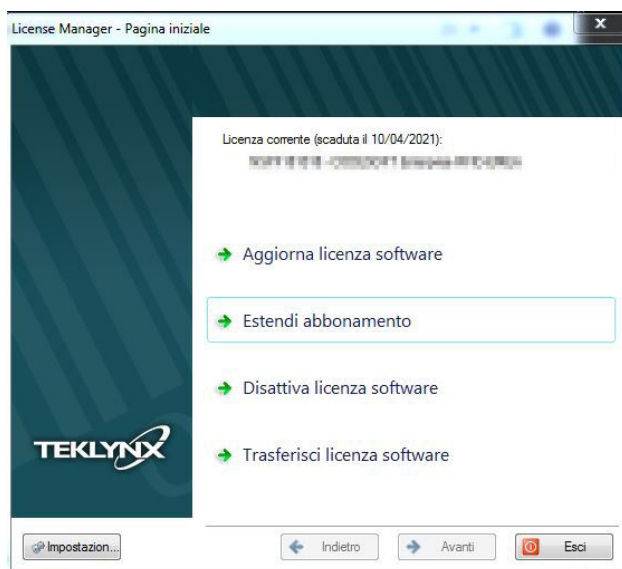 License Manager - Pagina iniziale
x
Licenza corrente (scaduta il 10/04/2021):
Aggiorna licenza software
Estendi abbonamento
Disattiva licenza software
TEKLYNX
Trasferisci licenza software
Impostazion...
Indietro
Avanti
Esci